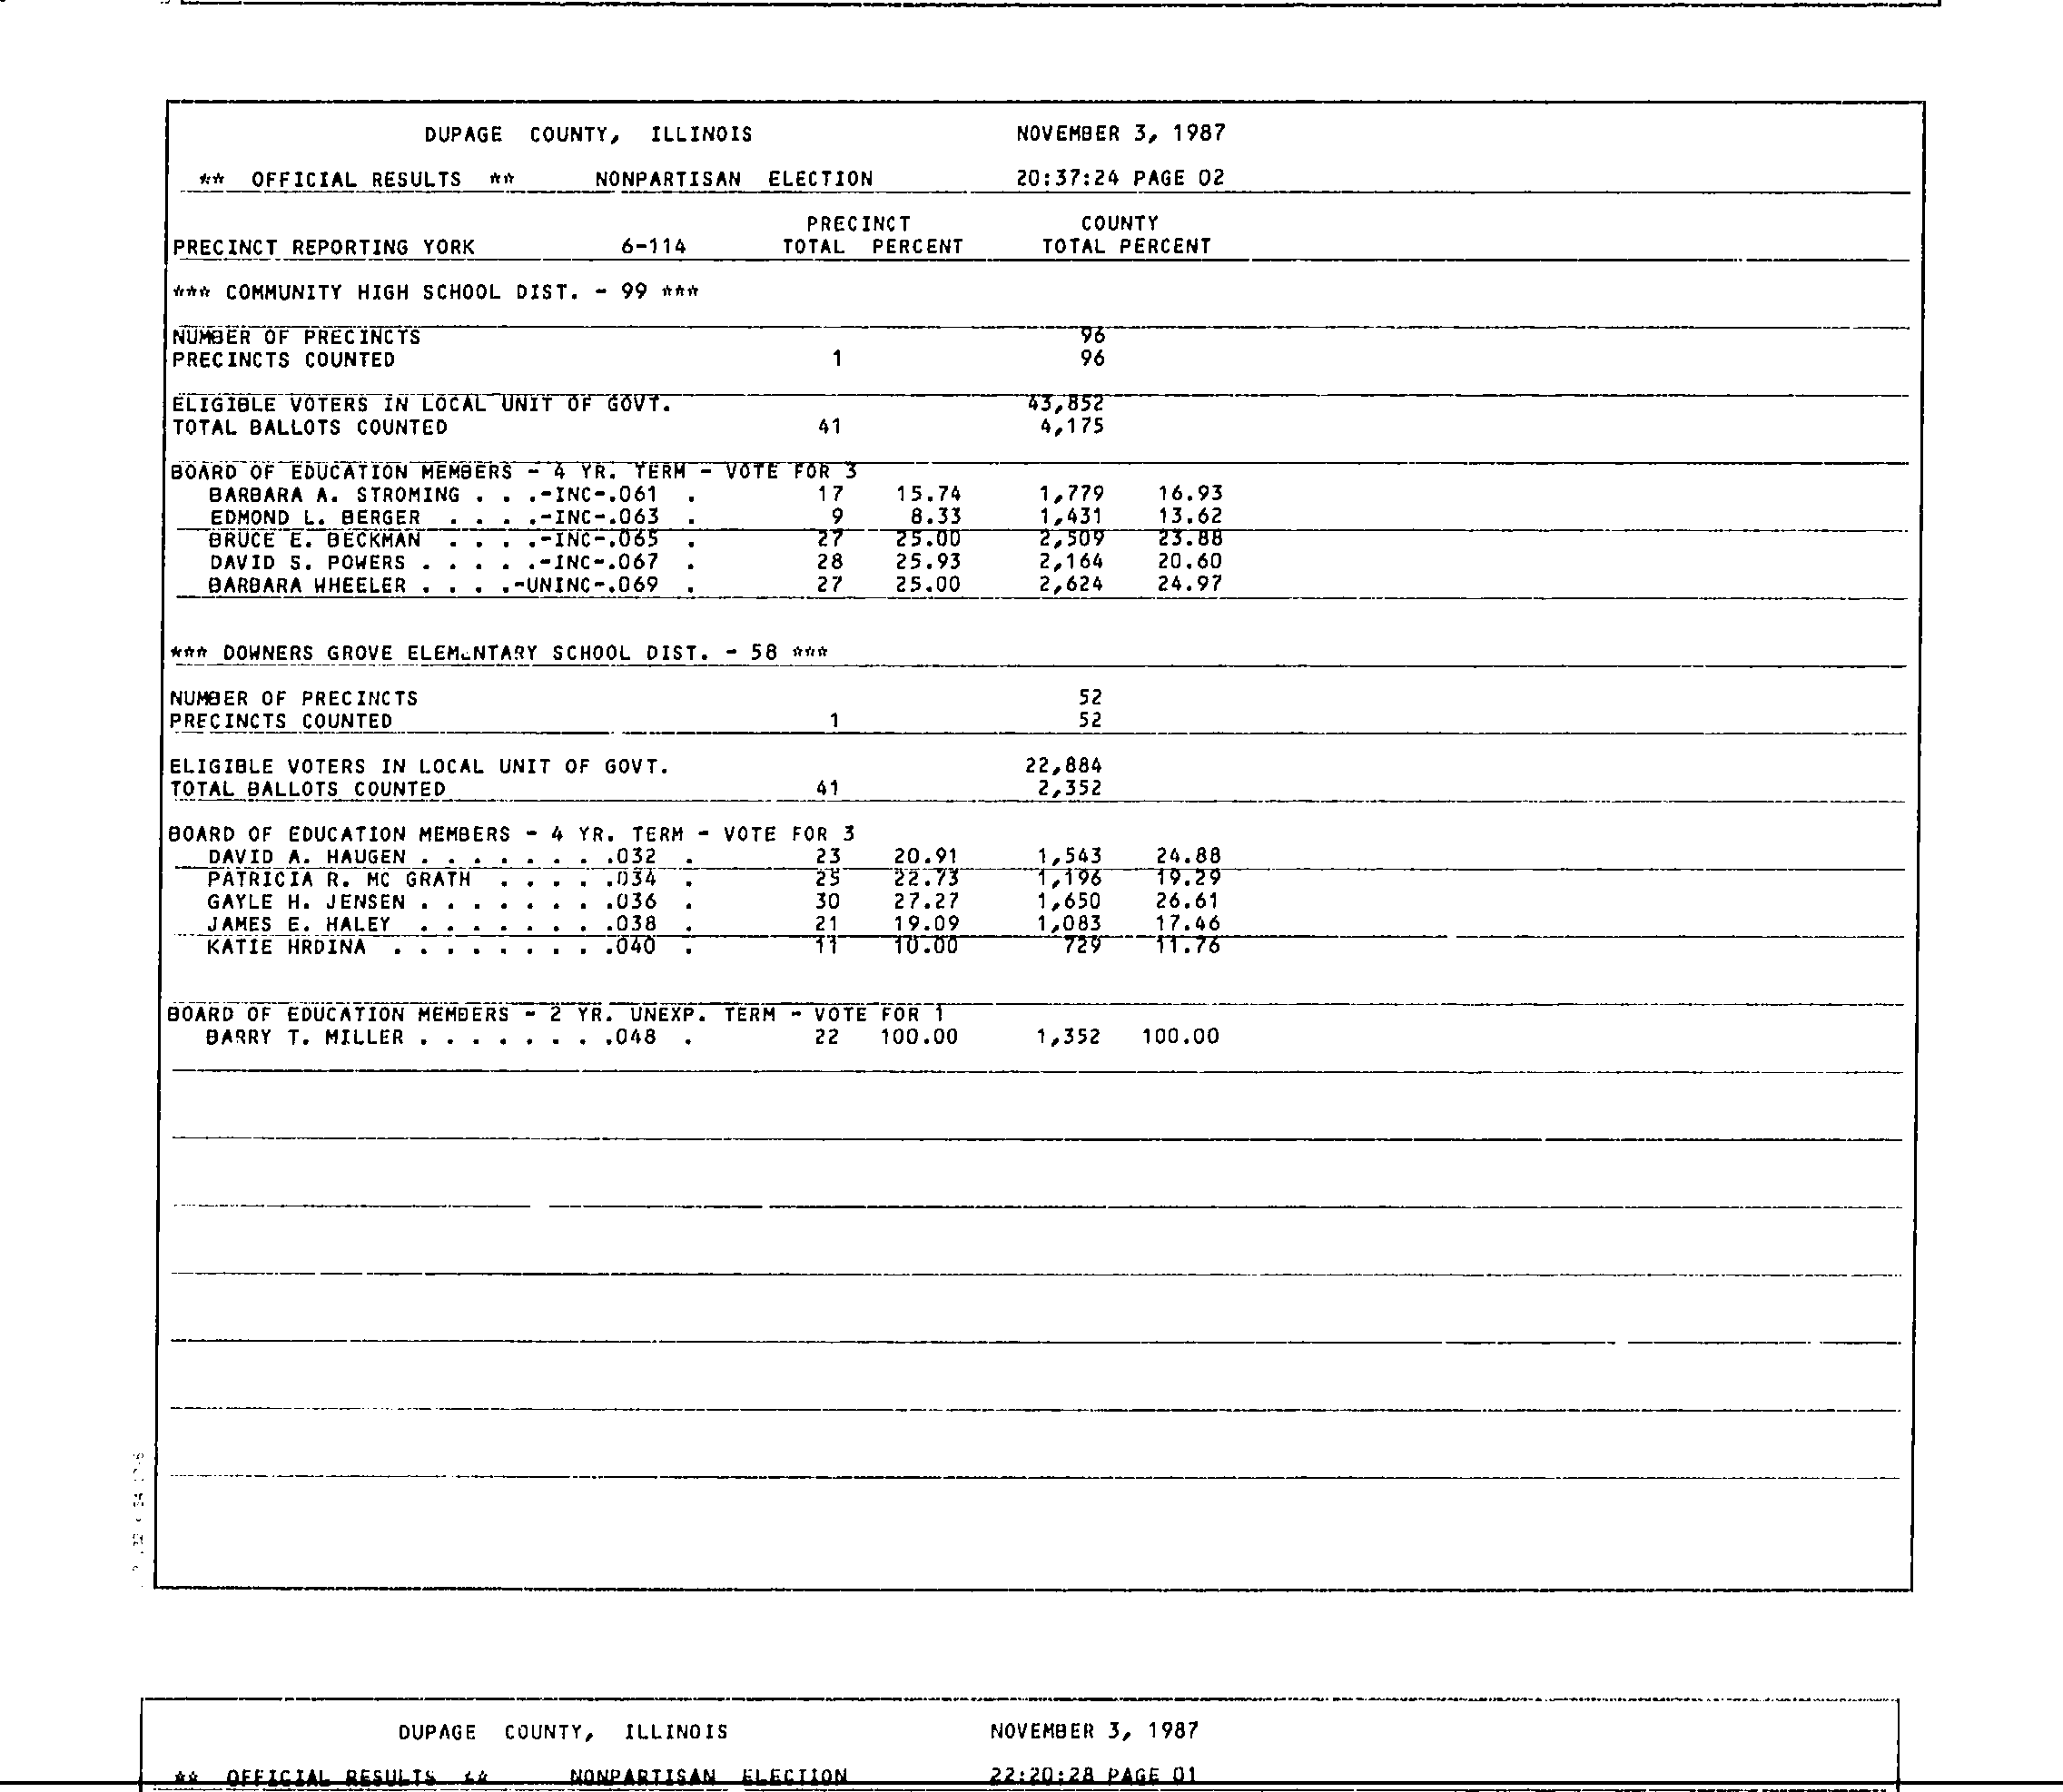 DUPAGE COUNTY, ILLINOIS NOVEMBER 3, 1987
** OFFICIAL RESULTS ** NONPARTISAN ELECTION 20:37:24 PAGE 02
PRECINCT COUNTY
PRECINCT REPORTING YORK 6-114 TOTAL PERCENT TOTAL PERCENT
*** COMMUNITY HIGH SCHOOL DIST. - 99 ***
NUMBER OF PRECINCTS 96
PRECINCTS COUNTED 1 96
ELIGIBLE VOTERS IN LOCAL UNIT OF GOVT. 43,852
TOTAL BALLOTS COUNTED 41 4,175
BOARD OF EDUCATION MEMBERS - 4 YR. TERM - VOTE FOR 3
BARBARA A. STROMING . . .-INC-.061 . 17 15.74 1,779 16.93
EDMOND L. BERGER . . . .-INC-.063 . 9 8.33 1,431 13.62
BRUCE E. BECKMAN . . . .-INC-.065 . 27 25.00 2,509 23.88
DAVID S. POWERS . . . . .-INC-.067 . 28 25.93 2,164 20.60
BARBARA WHEELER . . . .-UNINC-.069 . 27 25.00 2,624 24.97
*** DOWNERS GROVE ELEMENTARY SCHOOL DIST. - 58 ***
NUMBER OF PRECINCTS 52
PRECINCTS COUNTED 1 52
ELIGIBLE VOTERS IN LOCAL UNIT OF GOVT. 22,884
TOTAL BALLOTS COUNTED 41 2,352
BOARD OF EDUCATION MEMBERS - 4 YR. TERM - VOTE FOR 3
DAVID A. HAUGEN . . . . . . . .032 . 23 20.91 1,543 24.88
PATRICIA R. MC GRATH . . . . .034 . 25 22.73 1,196 19.29
GAYLE H. JENSEN . . . . . . . .036 . 30 27.27 1,650 26.61
JAMES E. HALEY . . . . . . . .038 . 21 19.09 1,083 17.46
KATIE HRDINA . . . . . . . . .040 . 11 10.00 729 11.76
BOARD OF EDUCATION MEMBERS - 2 YR. UNEXP. TERM - VOTE FOR 1
BARRY T. MILLER . . . . . . . .048 . 22 100.00 1,352 100.00
DUPAGE COUNTY, ILLINOIS NOVEMBER 3, 1987
** OFFICIAL RESULTS ** NONPARTISAN ELECTION 22:20:28 PAGE 01